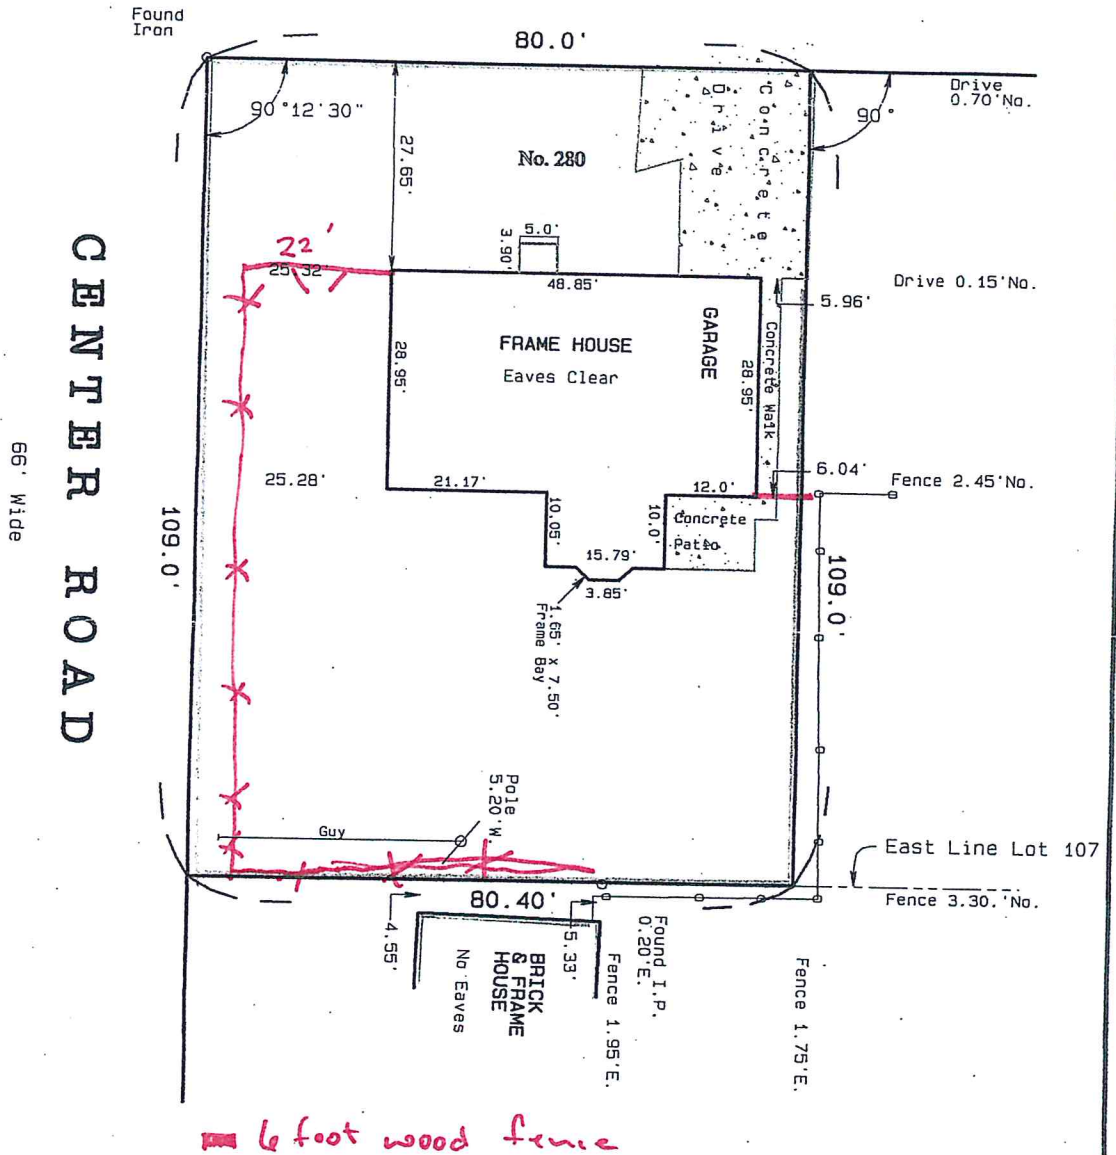 Found
Iron
80.0'
Drive
0.70'No.
90°12'30"
90°
Concrete
Drive
27.65'
No. 280
22'
25.32'
5.0'
3.90'
48.85'
Drive 0.15'No.
5.96'
CENTER ROAD
66' Wide
FRAME HOUSE
Eaves Clear
GARAGE
Concrete Walk
28.95'
28.95'
25.28'
21.17'
12.0'
6.04'
Fence 2.45'No.
10.05'
10.0'
Concrete
Patio
15.79'
3.85'
1.65' x 7.50'
Frame Bay
109.0'
109.0'
Pole
5.20'W.
Guy
East Line Lot 107
80.40'
Fence 3.30.'No.
4.55'
5.33'
BRICK
& FRAME
HOUSE
No Eaves
Found I.P.
0.20'E.
Fence 1.95'E.
Fence 1.75'E.
6 foot wood fence